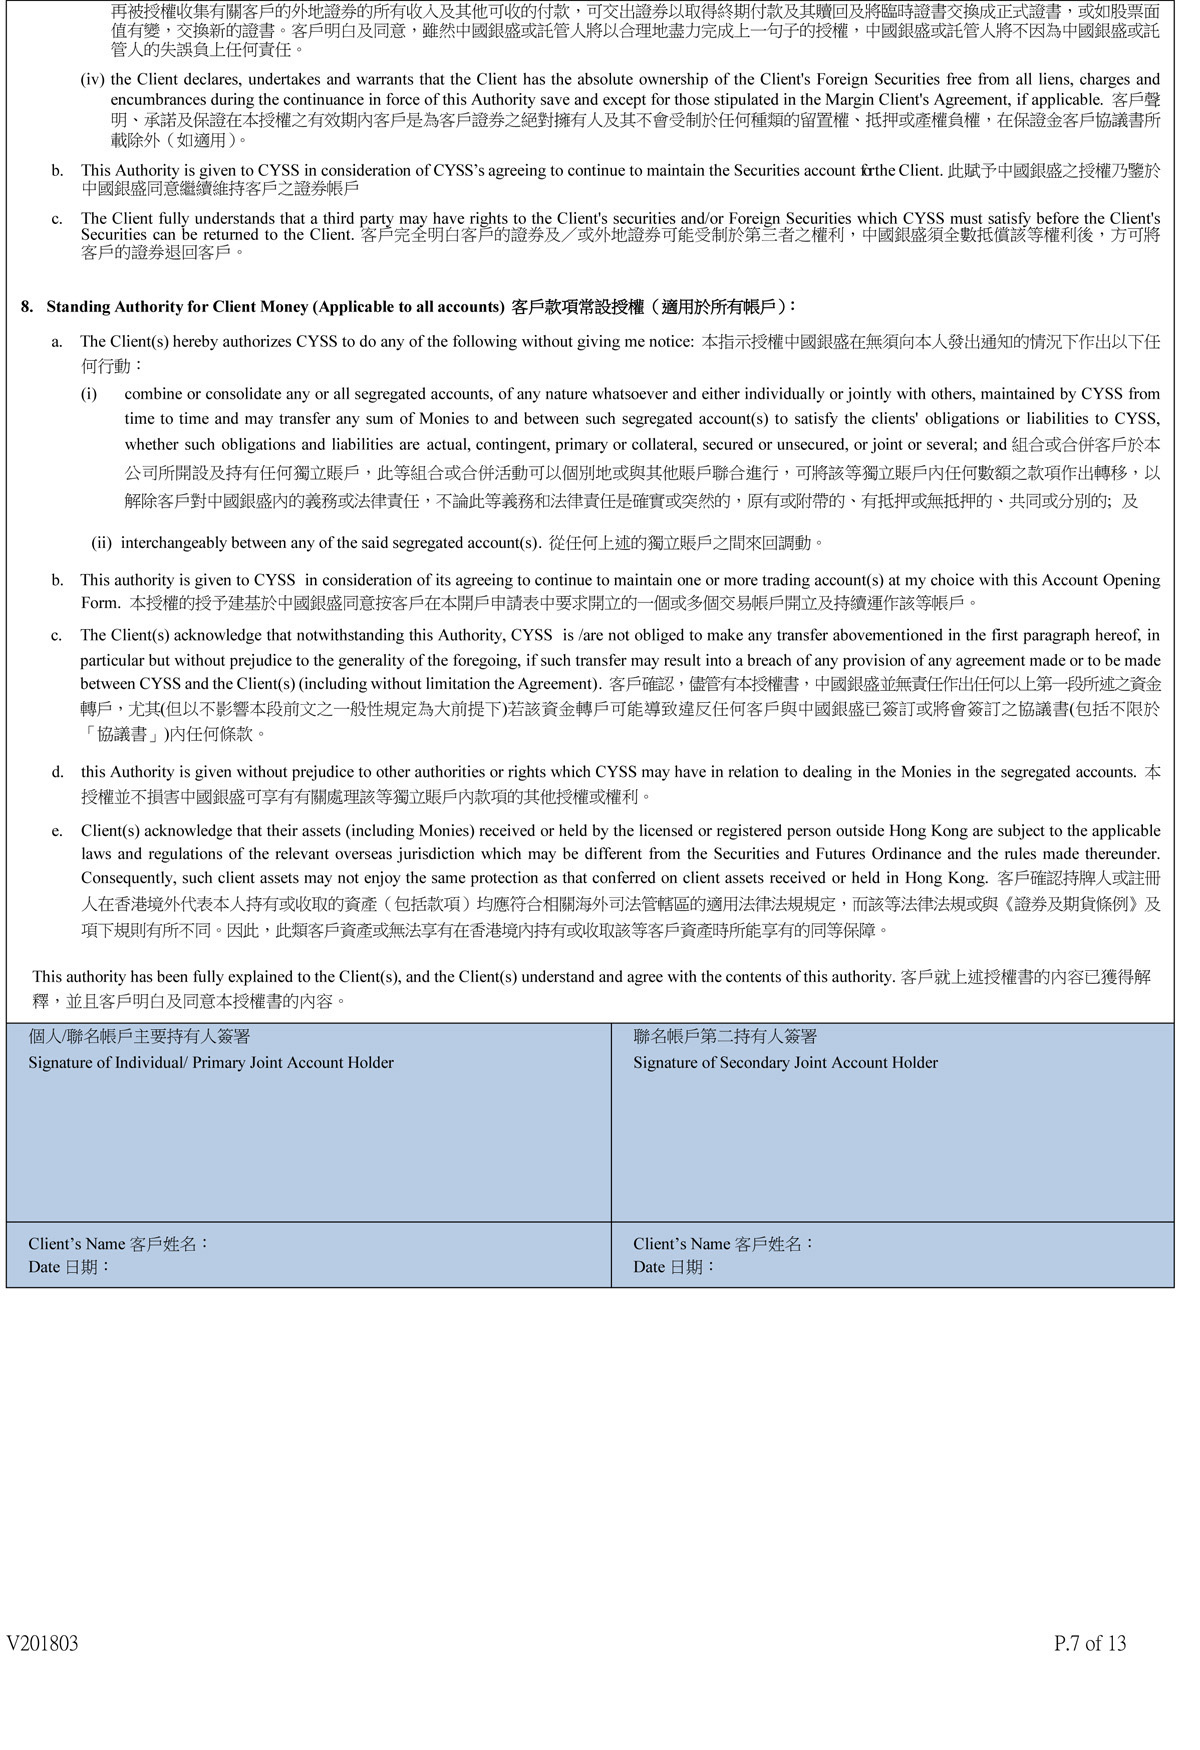 再被授權收集有關客戶的外地證券的所有收入及其他可收的付款，可交出證券以取得終期付款及其贖回及將臨時證書交換成正式證書，或如股票面
值有變，交換新的證書。客戶明白及同意，雖然中國銀盛或託管人將以合理地盡力完成上一句子的授權，中國銀盛或託管人將不因為中國銀盛或託
管人的失誤負上任何責任。
(iv) the Client declares, undertakes and warrants that the Client has the absolute ownership of the Client's Foreign Securities free from all liens, charges and
encumbrances during the continuance in force of this Authority save and except for those stipulated in the Margin Client's Agreement, if applicable. 客戶聲
明、承諾及保證在本授權之有效期內客戶是為客戶證券之絕對擁有人及其不會受制於任何種類的留置權、抵押或產權負權，在保證金客戶協議書所
載除外（如適用）。
b. This Authority is given to CYSS in consideration of CYSS's agreeing to continue to maintain the Securities account for the Client. 此賦予中國銀盛之授權乃鑒於
中國銀盛同意繼續維持客戶之證券帳戶
c. The Client fully understands that a third party may have rights to the Client's securities and/or Foreign Securities which CYSS must satisfy before the Client's
Securities can be returned to the Client. 客戶完全明白客戶的證券及／或外地證券可能受制於第三者之權利，中國銀盛須全數抵償該等權利後，方可將
客戶的證券退回客戶。
8. Standing Authority for Client Money (Applicable to all accounts) 客戶款項常設授權（適用於所有帳戶）：
a. The Client(s) hereby authorizes CYSS to do any of the following without giving me notice: 本指示授權中國銀盛在無須向本人發出通知的情況下作出以下任
何行動：
(i) combine or consolidate any or all segregated accounts, of any nature whatsoever and either individually or jointly with others, maintained by CYSS from
time to time and may transfer any sum of Monies to and between such segregated account(s) to satisfy the clients' obligations or liabilities to CYSS,
whether such obligations and liabilities are actual, contingent, primary or collateral, secured or unsecured, or joint or several; and 組合或合併客戶於本
公司所開設及持有任何獨立賬戶，此等組合或合併活動可以個別地或與其他賬戶聯合進行，可將該等獨立賬戶內任何數額之款項作出轉移，以
解除客戶對中國銀盛內的義務或法律責任，不論此等義務和法律責任是確實或突然的，原有或附帶的、有抵押或無抵押的、共同或分別的; 及
(ii) interchangeably between any of the said segregated account(s). 從任何上述的獨立賬戶之間來回調動。
b. This authority is given to CYSS in consideration of its agreeing to continue to maintain one or more trading account(s) at my choice with this Account Opening
Form. 本授權的授予建基於中國銀盛同意按客戶在本開戶申請表中要求開立的一個或多個交易帳戶開立及持續運作該等帳戶。
c. The Client(s) acknowledge that notwithstanding this Authority, CYSS is /are not obliged to make any transfer abovementioned in the first paragraph hereof, in
particular but without prejudice to the generality of the foregoing, if such transfer may result into a breach of any provision of any agreement made or to be made
between CYSS and the Client(s) (including without limitation the Agreement). 客戶確認，儘管有本授權書，中國銀盛並無責任作出任何以上第一段所述之資金
轉戶，尤其(但以不影響本段前文之一般性規定為大前提下)若該資金轉戶可能導致違反任何客戶與中國銀盛已簽訂或將會簽訂之協議書(包括不限於
「協議書」)內任何條款。
d. this Authority is given without prejudice to other authorities or rights which CYSS may have in relation to dealing in the Monies in the segregated accounts. 本
授權並不損害中國銀盛可享有有關處理該等獨立賬戶內款項的其他授權或權利。
e. Client(s) acknowledge that their assets (including Monies) received or held by the licensed or registered person outside Hong Kong are subject to the applicable
laws and regulations of the relevant overseas jurisdiction which may be different from the Securities and Futures Ordinance and the rules made thereunder.
Consequently, such client assets may not enjoy the same protection as that conferred on client assets received or held in Hong Kong. 客戶確認持牌人或註冊
人在香港境外代表本人持有或收取的資產（包括款項）均應符合相關海外司法管轄區的適用法律法規規定，而該等法律法規或與《證券及期貨條例》及
項下規則有所不同。因此，此類客戶資產或無法享有在香港境內持有或收取該等客戶資產時所能享有的同等保障。
This authority has been fully explained to the Client(s), and the Client(s) understand and agree with the contents of this authority. 客戶就上述授權書的內容已獲得解
釋，並且客戶明白及同意本授權書的內容。
個人/聯名帳戶主要持有人簽署
Signature of Individual/ Primary Joint Account Holder
聯名帳戶第二持有人簽署
Signature of Secondary Joint Account Holder
Client's Name 客戶姓名：
Date 日期：
Client's Name 客戶姓名：
Date 日期：
V201803
P.7 of 13